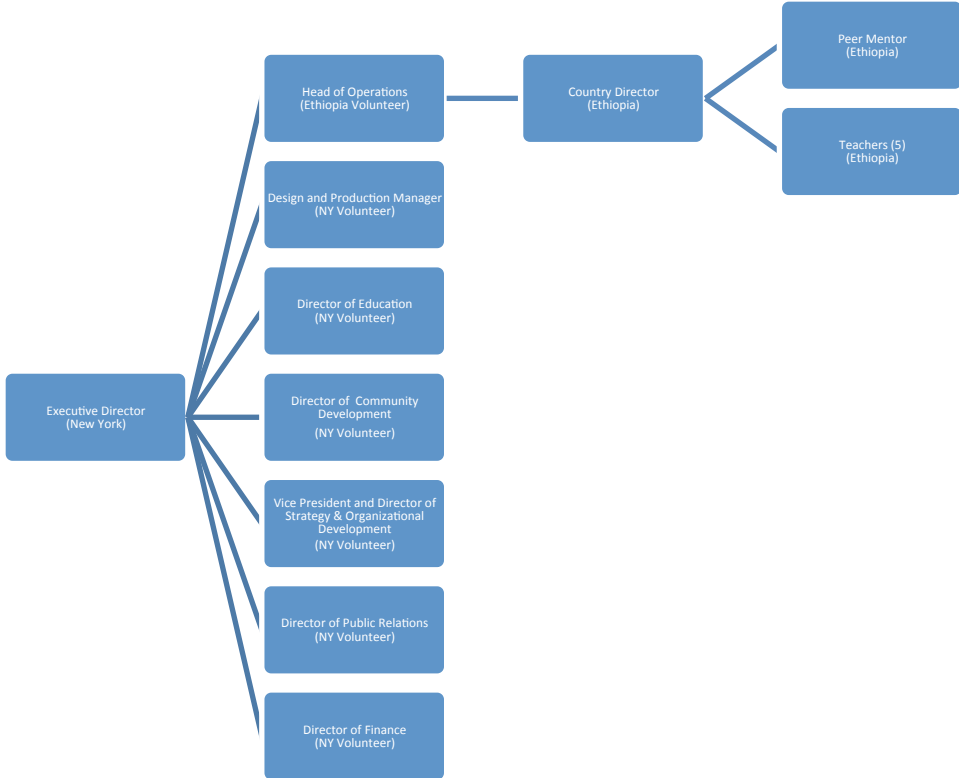 Executive Director
(New York)
Head of Operations
(Ethiopia Volunteer)
Design and Production Manager
(NY Volunteer)
Director of Education
(NY Volunteer)
Director of  Community
Development
(NY Volunteer)
Vice President and Director of
Strategy & Organizational
Development
(NY Volunteer)
Director of Public Relations
(NY Volunteer)
Director of Finance
(NY Volunteer)
Country Director
(Ethiopia)
Peer Mentor
(Ethiopia)
Teachers (5)
(Ethiopia)